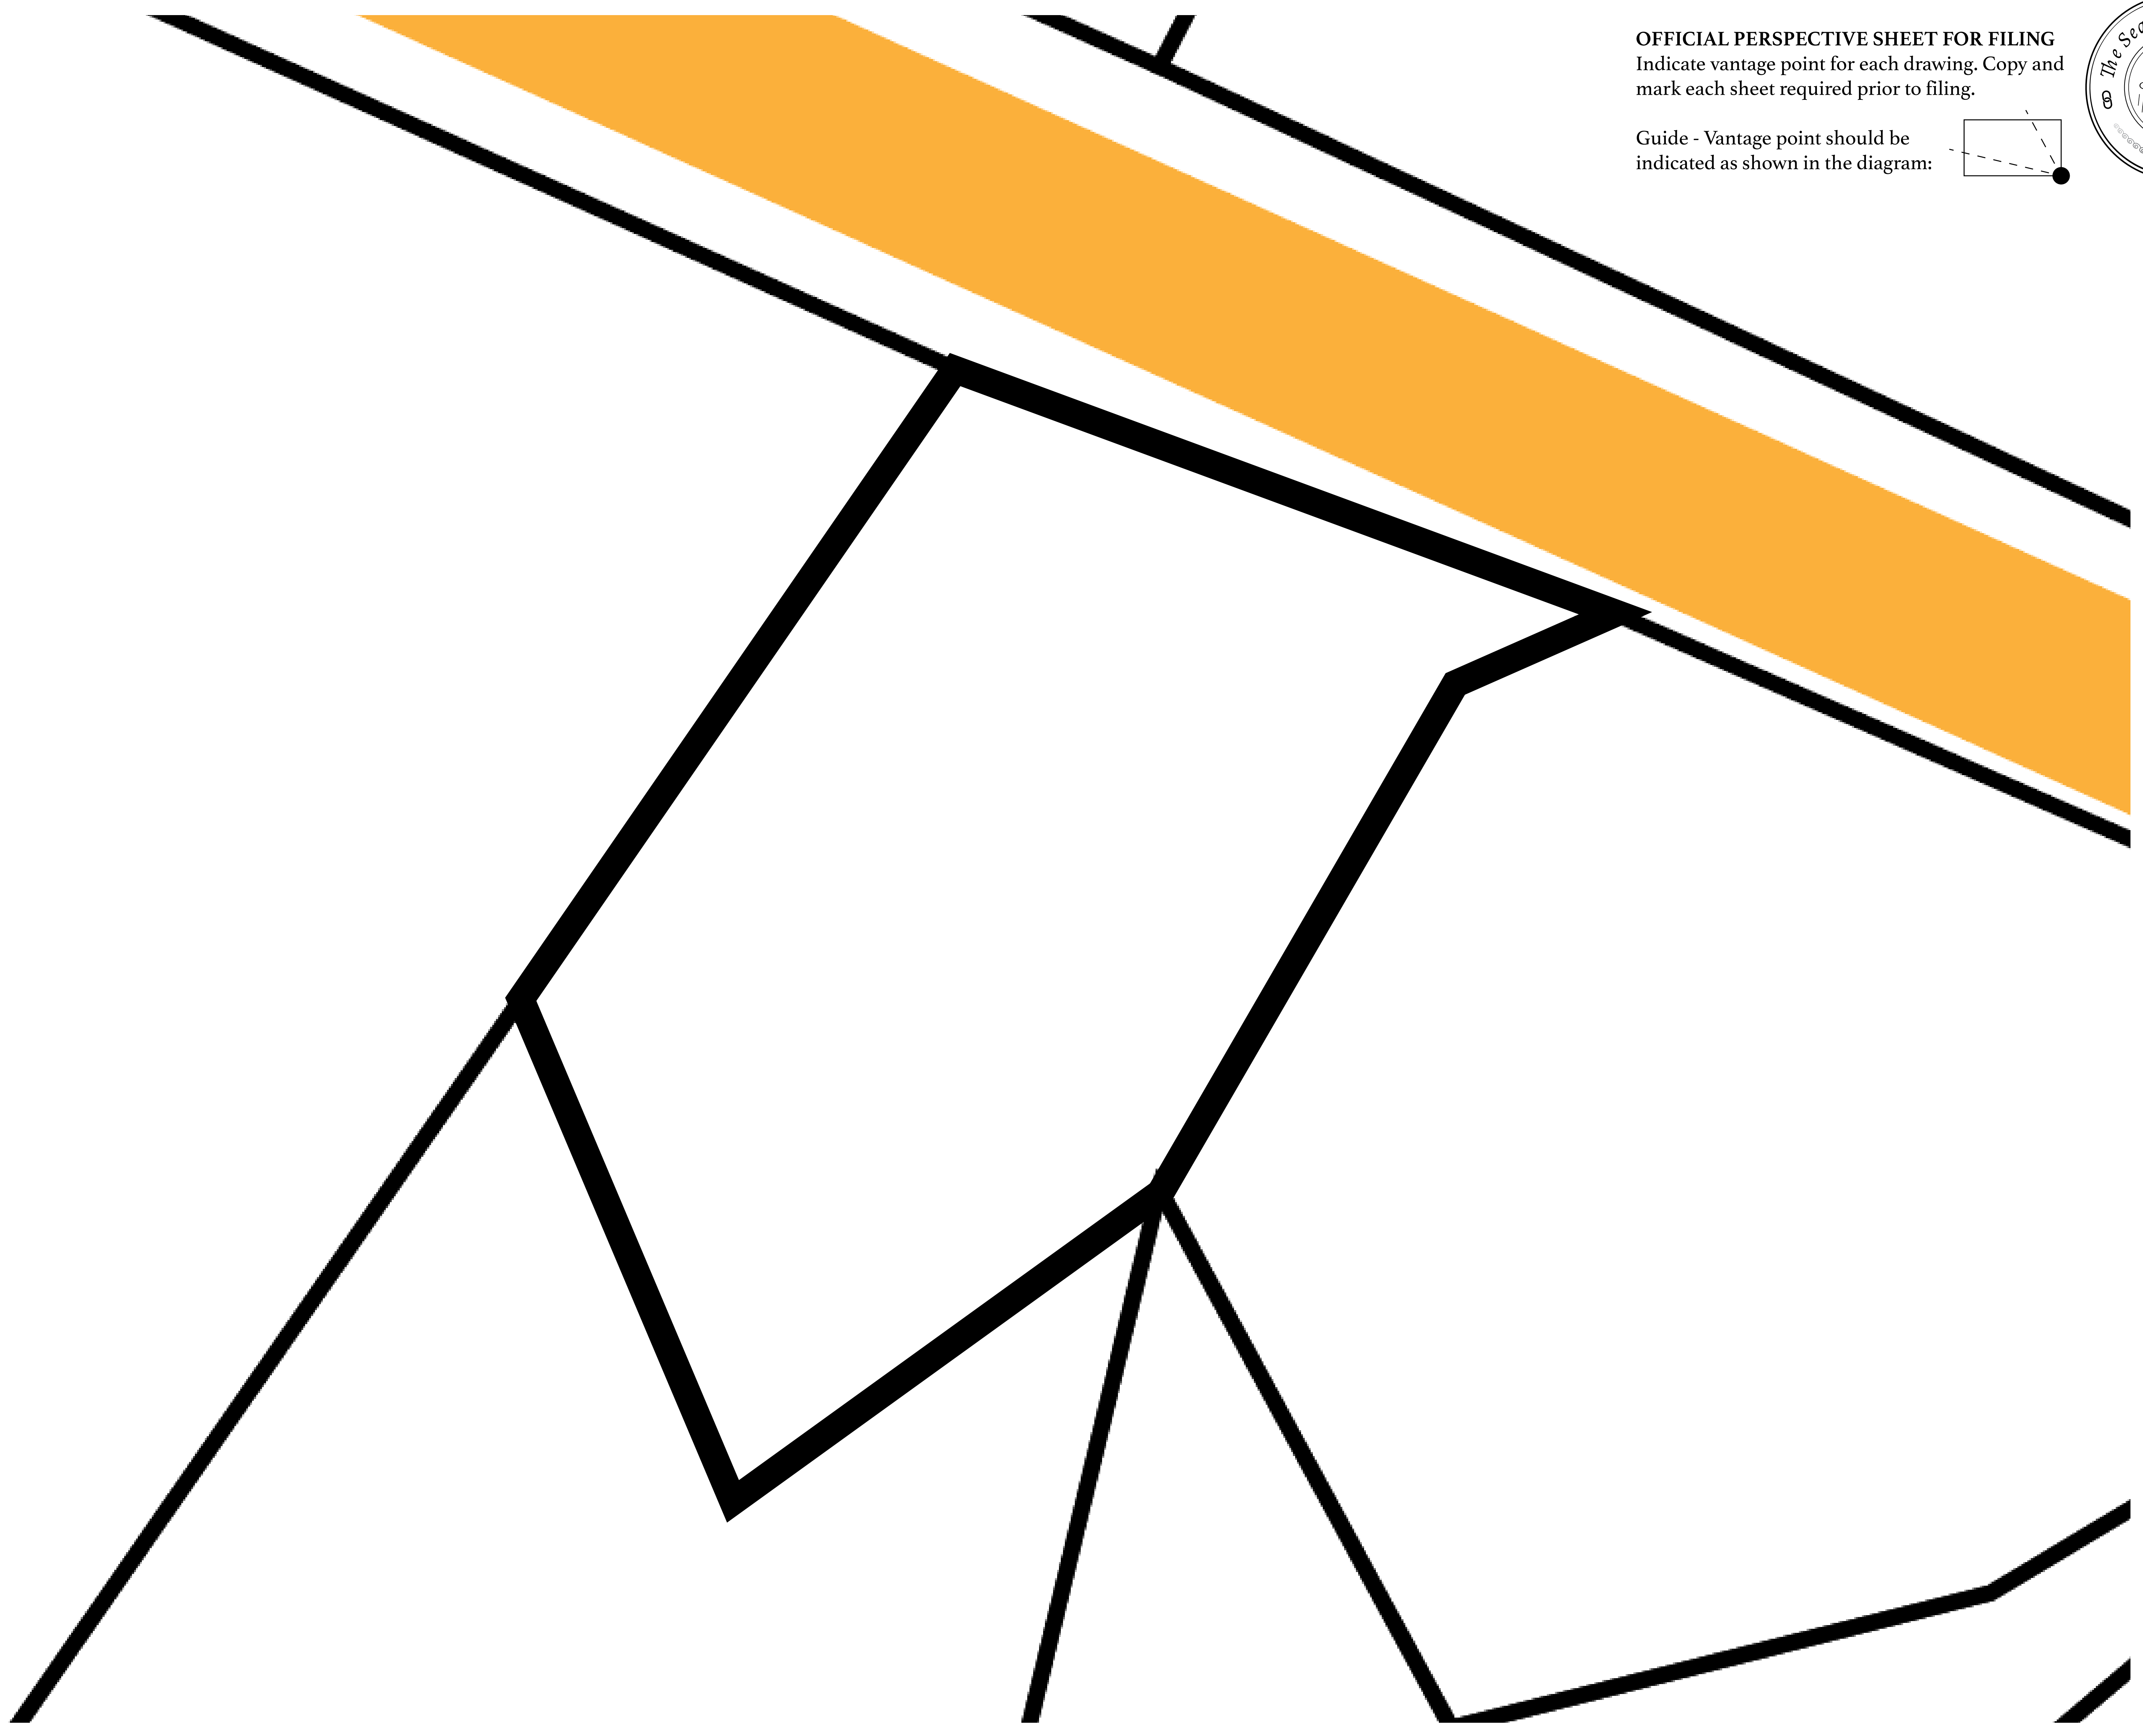 OFFICIAL PERSPECTIVE SHEET FOR FILING
Indicate vantage point for each drawing. Copy and
mark each sheet required prior to filing.
Guide - Vantage point should be
indicated as shown in the diagram:
The